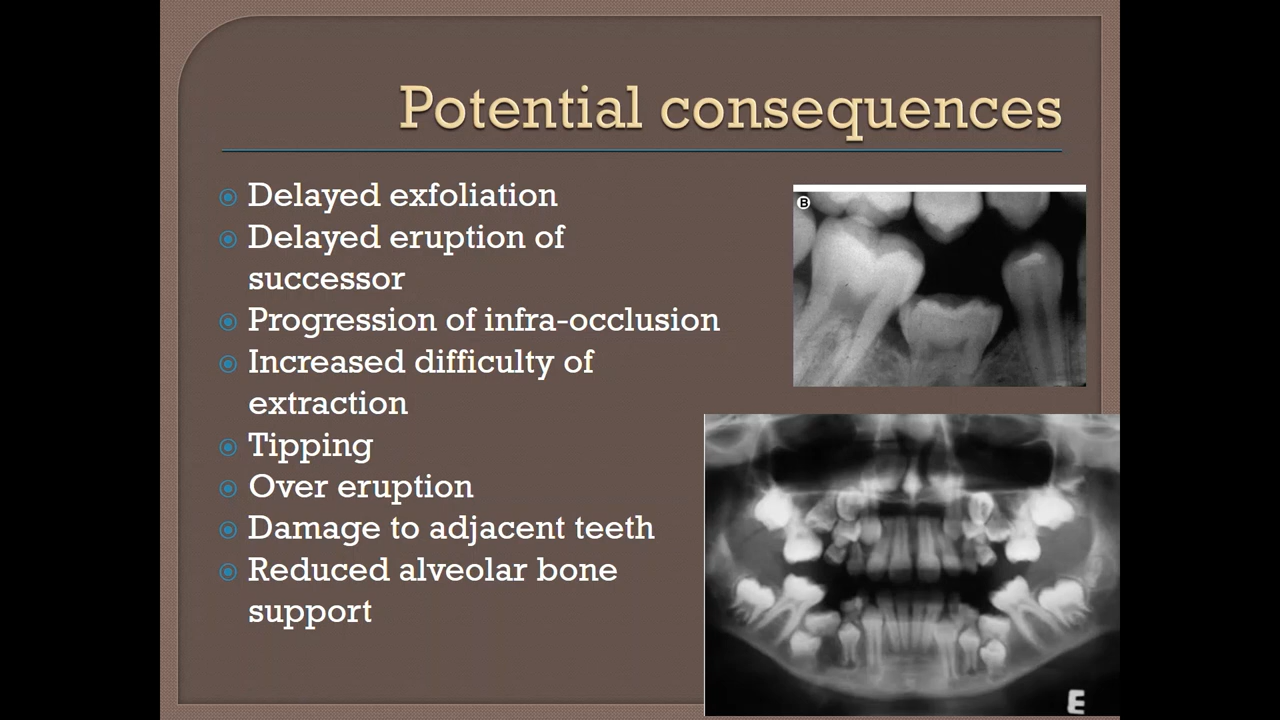 Potential consequences
Delayed exfoliation
Delayed eruption of
successor
Progression of infra-occlusion
Increased difficulty of
extraction
Tipping
Over eruption
Damage to adjacent teeth
Reduced alveolar bone
support
B
E